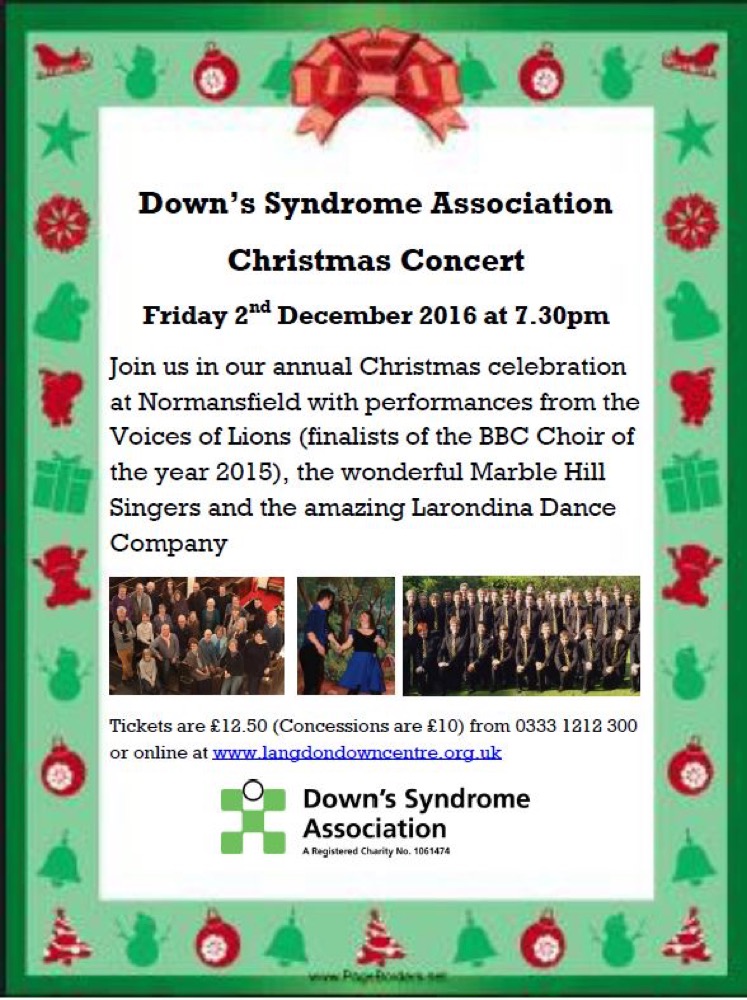 Down's Syndrome Association
Christmas Concert
Friday 2nd December 2016 at 7.30pm
Join us in our annual Christmas celebration
at Normansfield with performances from the
Voices of Lions (finalists of the BBC Choir of
the year 2015), the wonderful Marble Hill
Singers and the amazing Larondina Dance
Company
Tickets are £12.50 (Concessions are £10) from 0333 1212 300
or online at www.langdondowncentre.org.uk
Down's Syndrome
Association
A Registered Charity No. 1061474
www.PageBorders.net